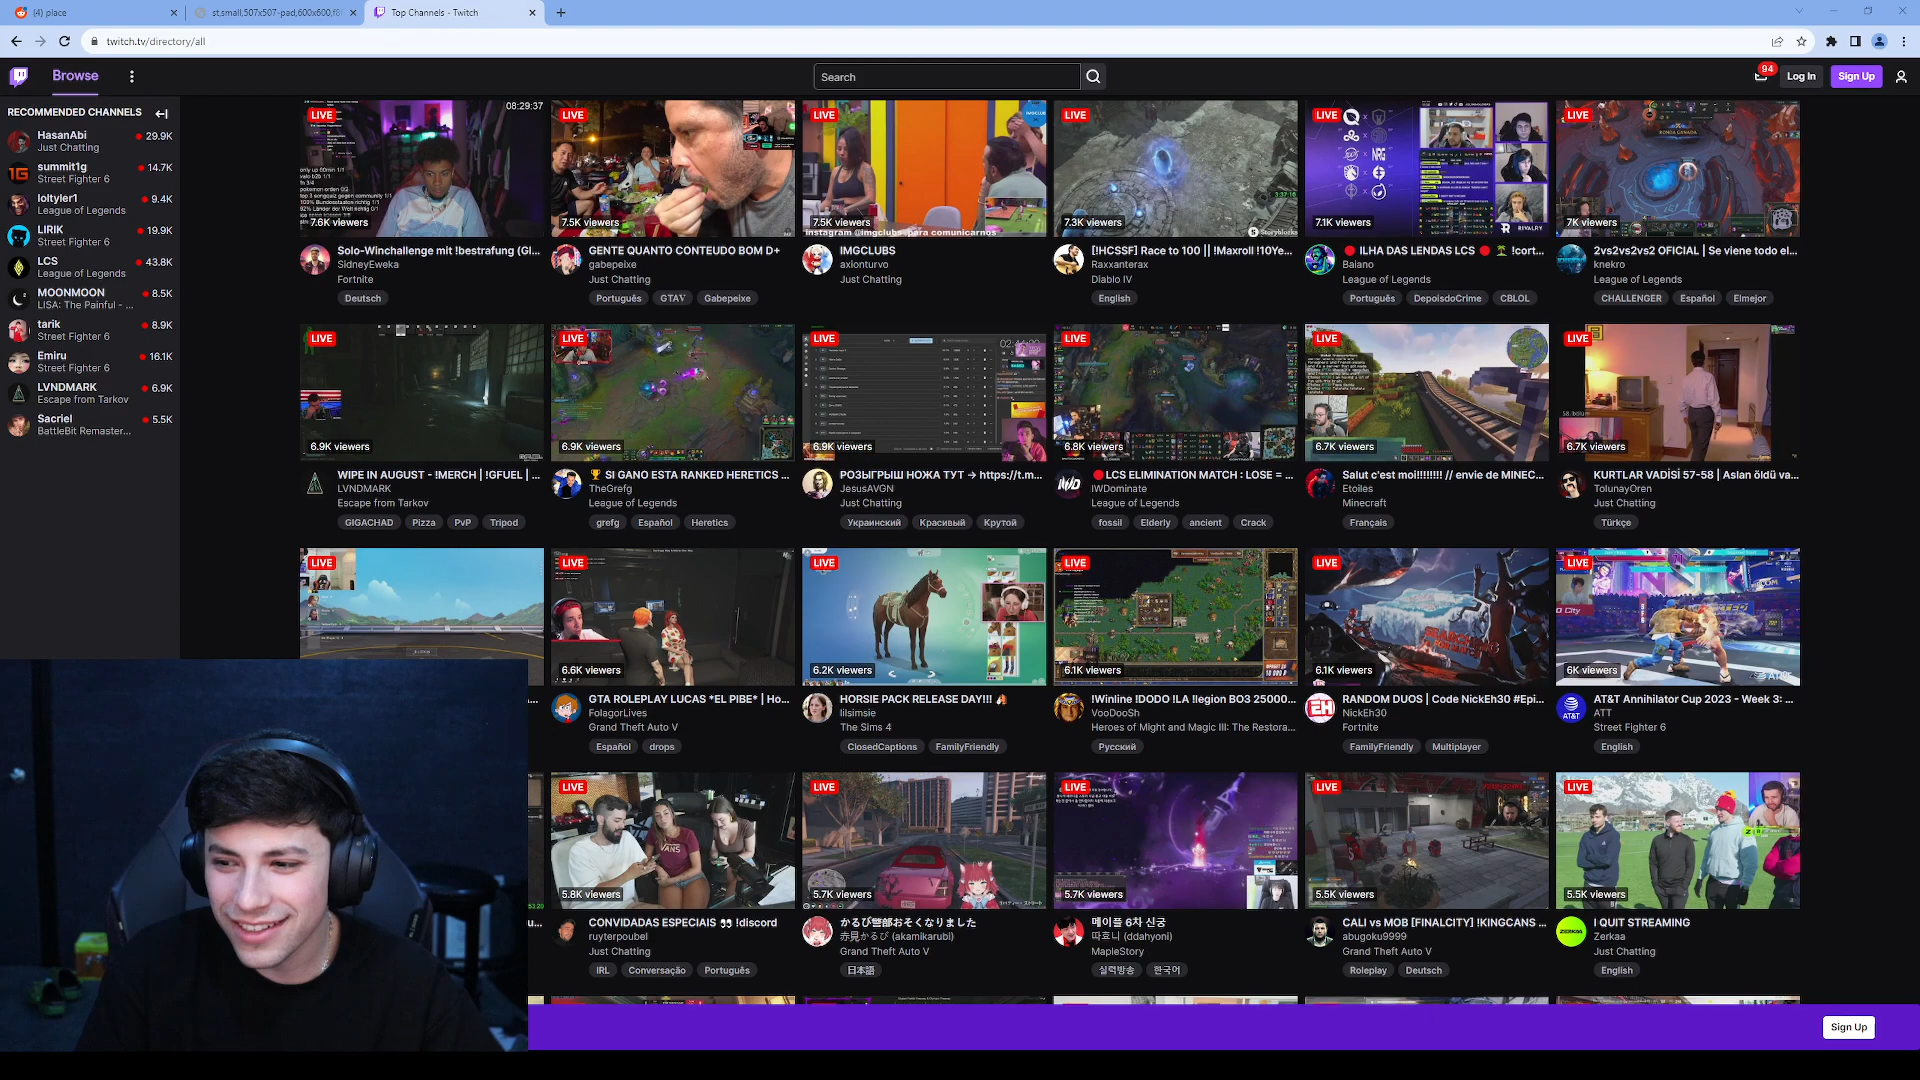 (4) place
st,small,507x507-pad,600x600,f8f
Top Channels - Twitch
twitch.tv/directory/all
Browse
Search
94
Log In
Sign Up
RECOMMENDED CHANNELS
HasanAbi
29.9K
Just Chatting
summit1g
14.7K
Street Fighter 6
loltyler1
9.4K
League of Legends
LIRIK
19.9K
Street Fighter 6
LCS
43.8K
League of Legends
MOONMOON
8.5K
LISA: The Painful - ...
tarik
8.9K
Street Fighter 6
Emiru
16.1K
Street Fighter 6
LVNDMARK
6.9K
Escape from Tarkov
Sacriel
5.5K
BattleBit Remaster...
LIVE
08:29:37
7.6K viewers
Solo-Winchallenge mit !bestrafung (Gl...
SidneyEweka
Fortnite
Deutsch
LIVE
7.5K viewers
GENTE QUANTO CONTEUDO BOM D+
gabepeixe
Just Chatting
Português GTAV Gabepeixe
LIVE
7.5K viewers
Instagram @imgclubs para comunicarnos
IMGCLUBS
axionturvo
Just Chatting
LIVE
7.3K viewers
3:37:10
Storyblocks
[!HCSSF] Race to 100 || !Maxroll !10Ye...
Raxxanterax
Diablo IV
English
LIVE
NRG
RIVALRY
7.1K viewers
ILHA DAS LENDAS LCS !cort...
Baiano
League of Legends
Português DepoisdoCrime CBLOL
LIVE
7K viewers
2vs2vs2vs2 OFICIAL | Se viene todo el...
knekro
League of Legends
CHALLENGER Español Elmejor
LIVE
6.9K viewers
WIPE IN AUGUST - !MERCH | !GFUEL | ...
LVNDMARK
Escape from Tarkov
GIGACHAD Pizza PvP Tripod
LIVE
6.9K viewers
SI GANO ESTA RANKED HERETICS ...
TheGrefg
League of Legends
grefg Español Heretics
LIVE
6.9K viewers
РОЗЫГРЫШ НОЖА ТУТ → https://t.m...
JesusAVGN
Just Chatting
Украинский Красивый Крутой
LIVE
6.8K viewers
LCS ELIMINATION MATCH : LOSE = ...
IWDominate
League of Legends
fossil Elderly ancient Crack
LIVE
6.7K viewers
Salut c'est moi!!!!!!!! // envie de MINEC...
Etoiles
Minecraft
Français
LIVE
58. bölüm
6.7K viewers
KURTLAR VADİSİ 57-58 | Aslan öldü va...
TolunayOren
Just Chatting
Türkçe
LIVE
LIVE
6.6K viewers
GTA ROLEPLAY LUCAS *EL PIBE* | Ho...
FolagorLives
Grand Theft Auto V
Español drops
LIVE
6.2K viewers
HORSIE PACK RELEASE DAY!!!
lilsimsie
The Sims 4
ClosedCaptions FamilyFriendly
LIVE
6.1K viewers
!Winline !DODO !LA !legion BO3 25000...
VooDooSh
Heroes of Might and Magic III: The Restora...
Русский
LIVE
6.1K viewers
RANDOM DUOS | Code NickEh30 #Epi...
NickEh30
Fortnite
FamilyFriendly Multiplayer
LIVE
AT&T
6K viewers
AT&T Annihilator Cup 2023 - Week 3: ...
ATT
Street Fighter 6
English
LIVE
VANS
5.8K viewers
CONVIDADAS ESPECIAIS !discord
ruyterpoubel
Just Chatting
IRL Conversação Português
LIVE
5.7K viewers
かるび警部おそくなりました
赤見かるび (akamikarubi)
Grand Theft Auto V
日本語
LIVE
5.7K viewers
메이플 6차 신궁
따효니 (ddahyoni)
MapleStory
실력방송 한국어
LIVE
5.5K viewers
CALI vs MOB [FINALCITY] !KINGCANS ...
abugoku9999
Grand Theft Auto V
Roleplay Deutsch
LIVE
5.5K viewers
I QUIT STREAMING
Zerkaa
Just Chatting
English
Sign Up